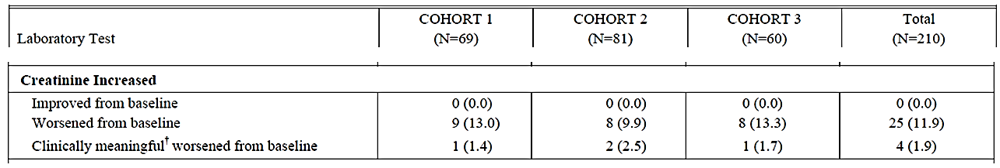 COHORT 1 COHORT 2 COHORT 3 Total
Laboratory Test (N=69) (N=81) (N=60) (N=210)
Creatinine Increased
Improved from baseline 0 (0.0) 0 (0.0) 0 (0.0) 0 (0.0)
Worsened from baseline 9 (13.0) 8 (9.9) 8 (13.3) 25 (11.9)
Clinically meaningful† worsened from baseline 1 (1.4) 2 (2.5) 1 (1.7) 4 (1.9)